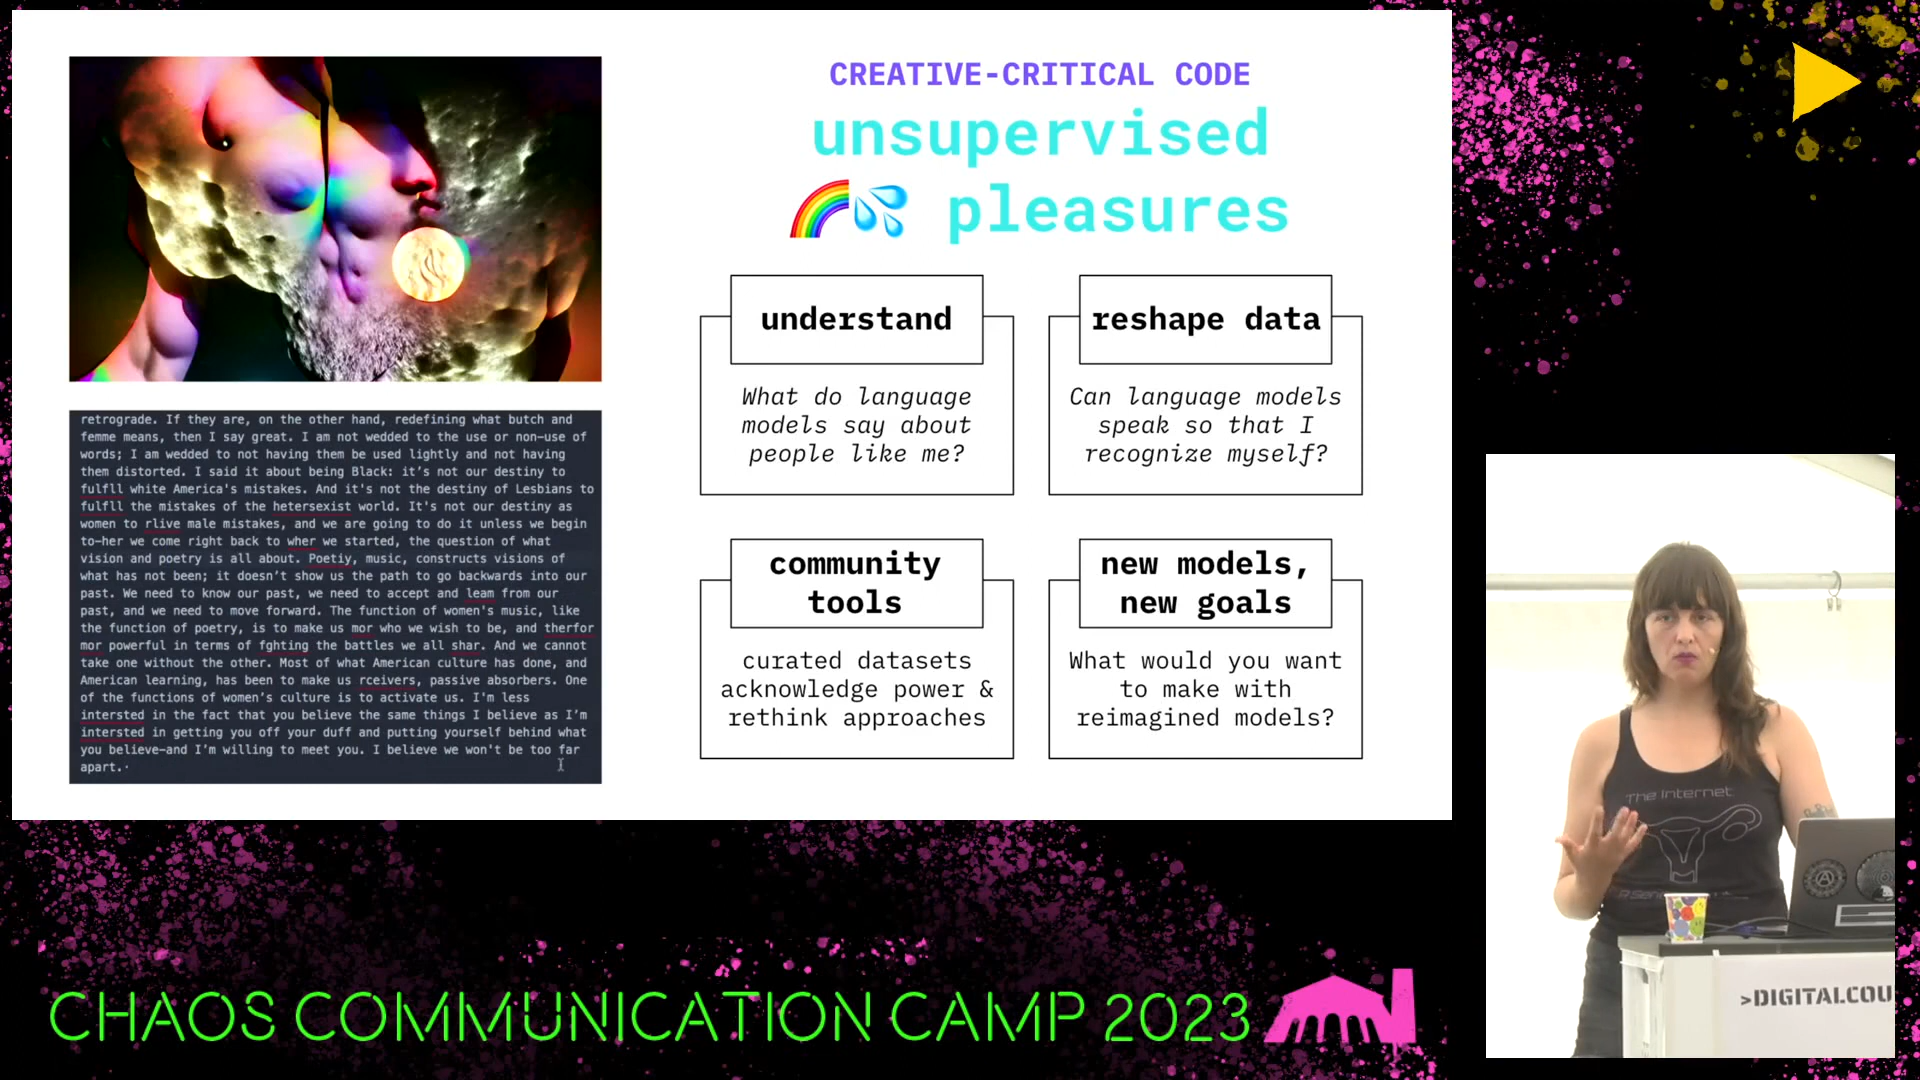 CREATIVE-CRITICAL CODE
unsupervised
pleasures
understand
What do language
models say about
people like me?
reshape data
Can language models
speak so that I
recognize myself?
community
tools
curated datasets
acknowledge power &
rethink approaches
new models,
new goals
What would you want
to make with
reimagined models?
retrograde. If they are, on the other hand, redefining what butch and
femme means, then I say great. I am not wedded to the use or non-use of
words; I am wedded to not having them be used lightly and not having
them distorted. I said it about being Black: it's not our destiny to
fulfll white America's mistakes. And it's not the destiny of Lesbians to
fulfll the mistakes of the hetersexist world. It's not our destiny as
women to rlive male mistakes, and we are going to do it unless we begin
to-her we come right back to wher we started, the question of what
vision and poetry is all about. Poetiy, music, constructs visions of
what has not been; it doesn't show us the path to go backwards into our
past. We need to know our past, we need to accept and leam from our
past, and we need to move forward. The function of women's music, like
the function of poetry, is to make us mor who we wish to be, and therfor
mor powerful in terms of fghting the battles we all shar. And we cannot
take one without the other. Most of what American culture has done, and
American learning, has been to make us rceivers, passive absorbers. One
of the functions of women's culture is to activate us. I'm less
intersted in the fact that you believe the same things I believe as I'm
intersted in getting you off your duff and putting yourself behind what
you believe—and I'm willing to meet you. I believe we won't be too far
apart.
The Internet
>DIGITALCOU
CHAOS COMMUNICATION CAMP 2023